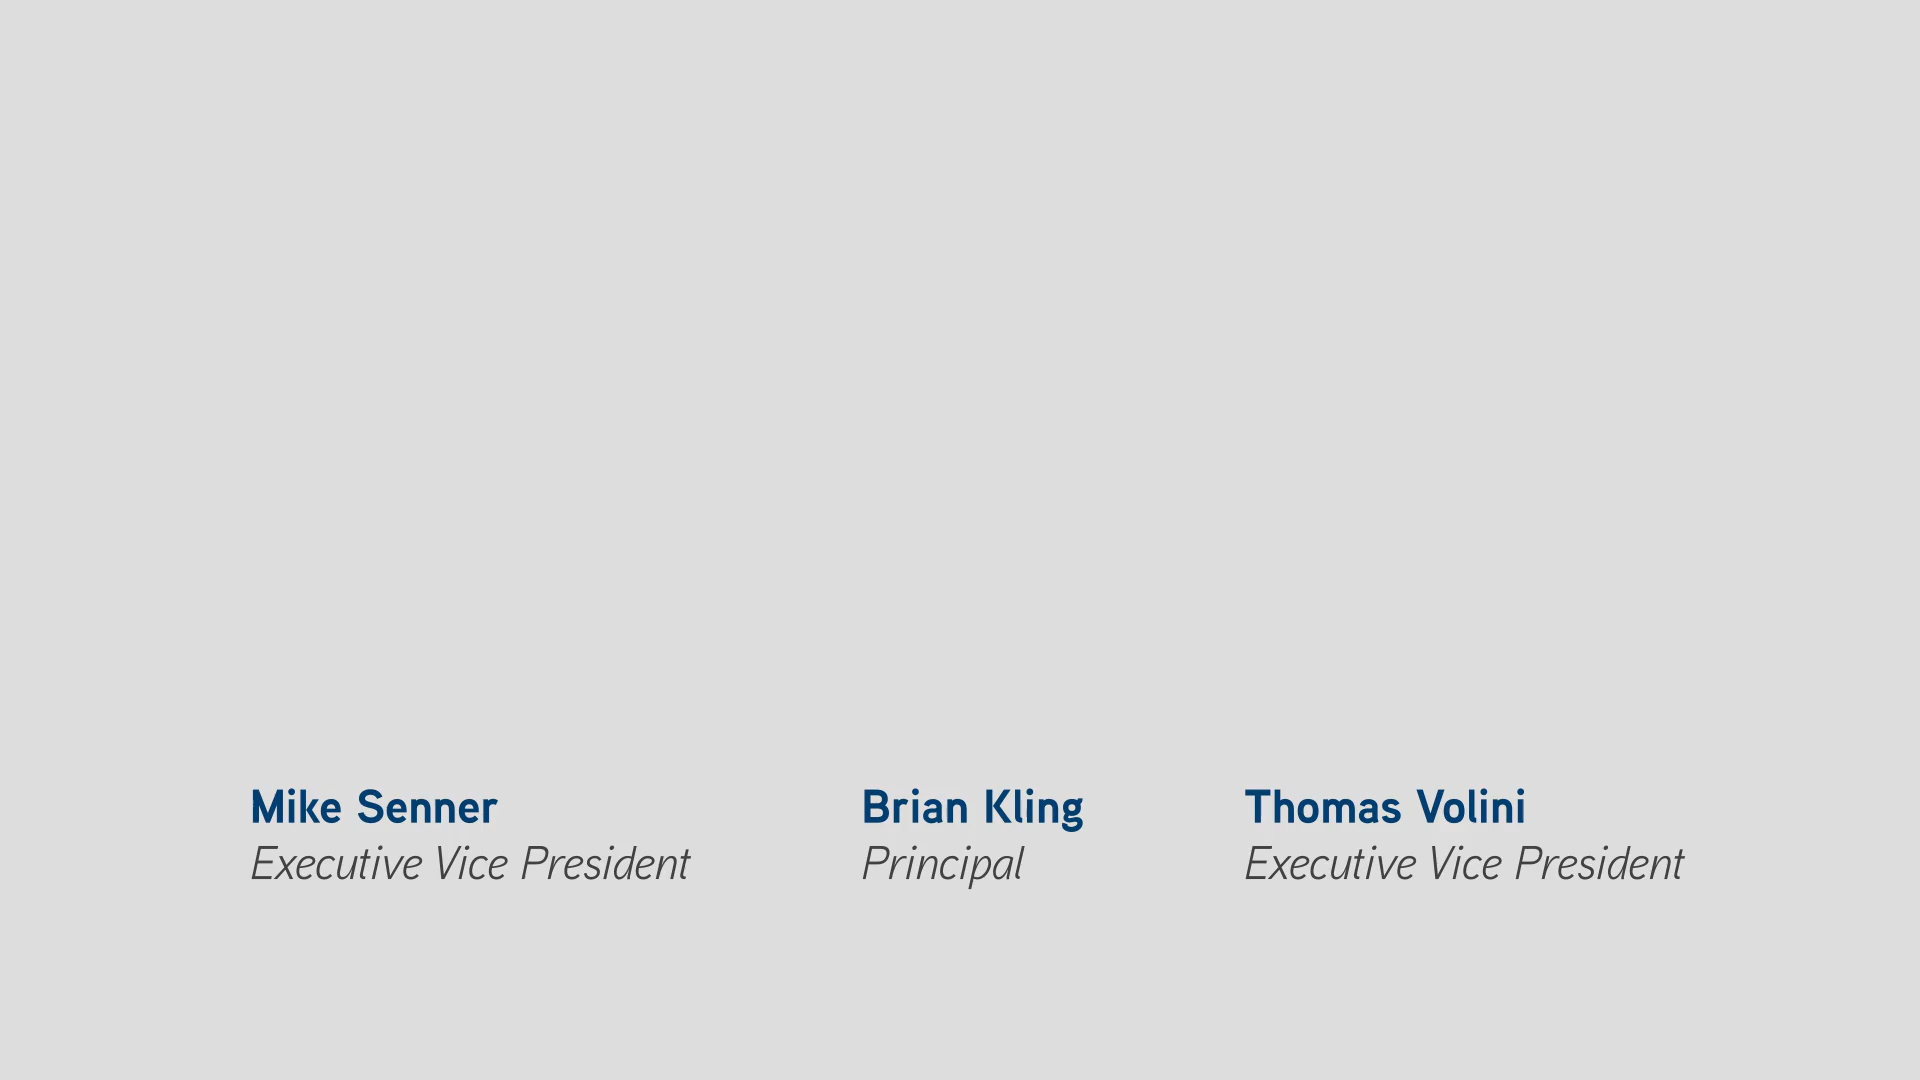 Mike Senner
Executive Vice President
Brian Kling
Principal
Thomas Volini
Executive Vice President